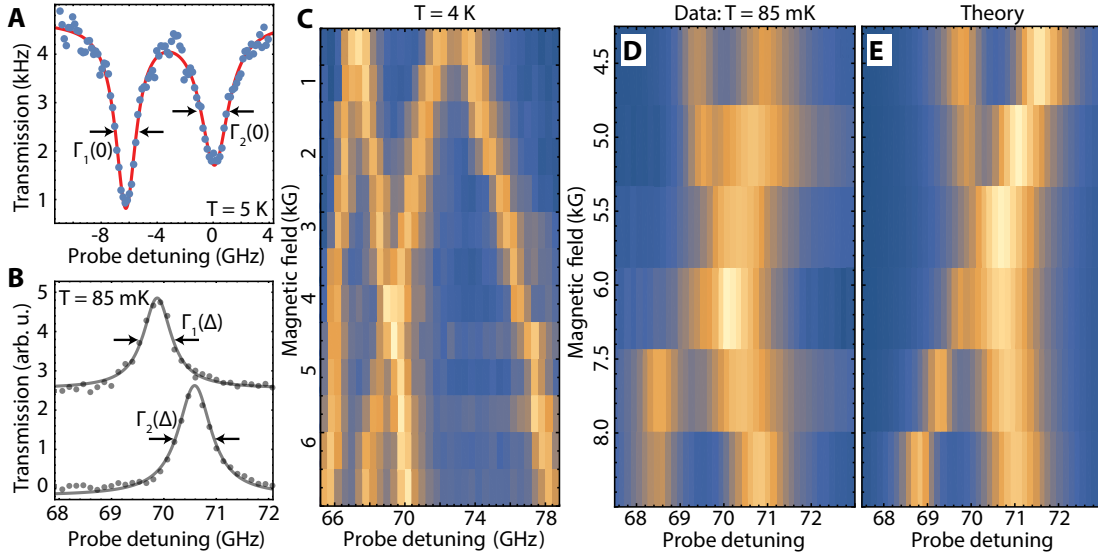 A
Transmission (kHz)
4
3
2
1
Γ1(0)
Γ2(0)
T = 5 K
-8 -4 0 4
Probe detuning (GHz)
B
T = 85 mK
Transmission (arb. u.)
5
4
3
2
1
0
Γ1(Δ)
Γ2(Δ)
68 69 70 71 72
Probe detuning (GHz)
C
T = 4 K
Magnetic field (kG)
1
2
3
4
5
6
66 70 74 78
Probe detuning (GHz)
Data: T = 85 mK
D
Magnetic field (kG)
4.5
5.0
5.5
6.0
7.5
8.0
68 69 70 71 72
Probe detuning
Theory
E
68 69 70 71 72
Probe detuning